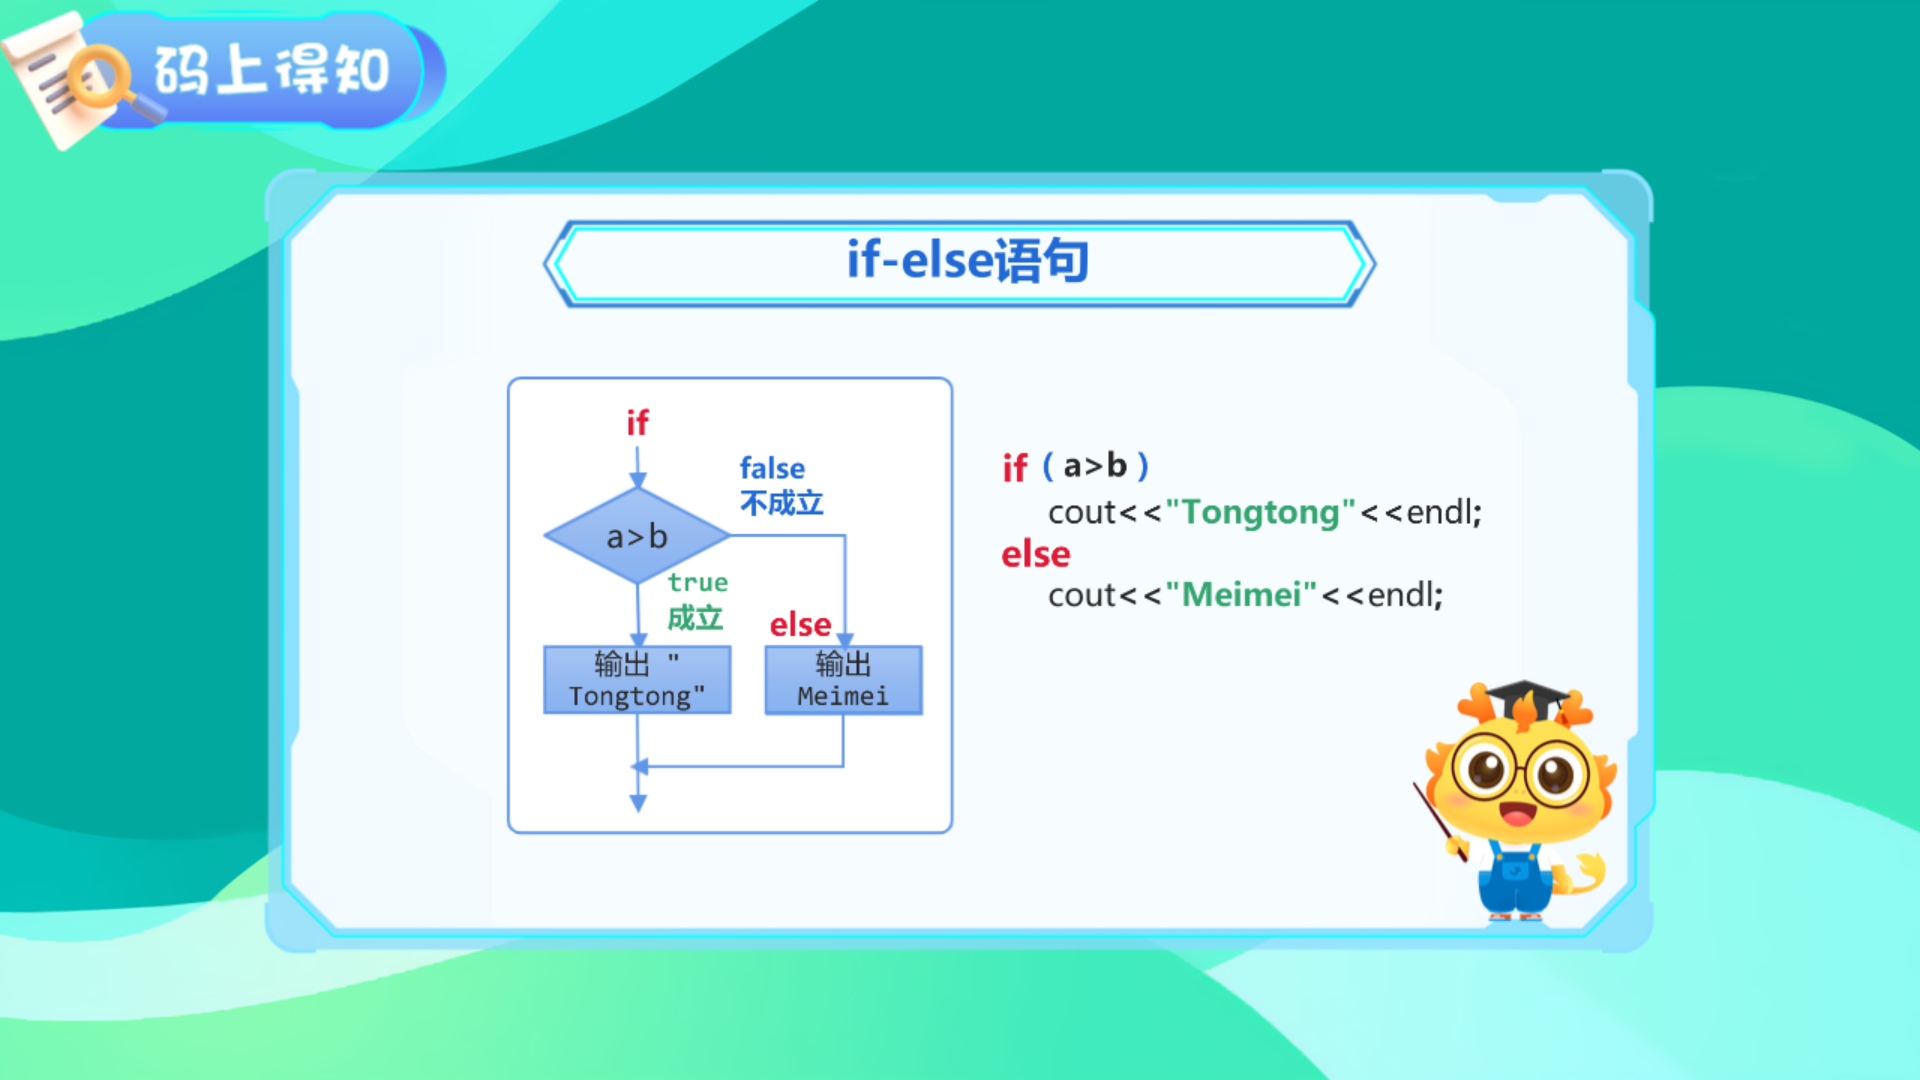 码上得知
if-else语句
if
false
不成立
a>b
true
成立
else
输出 "
Tongtong"
输出
Meimei
if (a>b)
cout<<"Tongtong"<<endl;
else
cout<<"Meimei"<<endl;